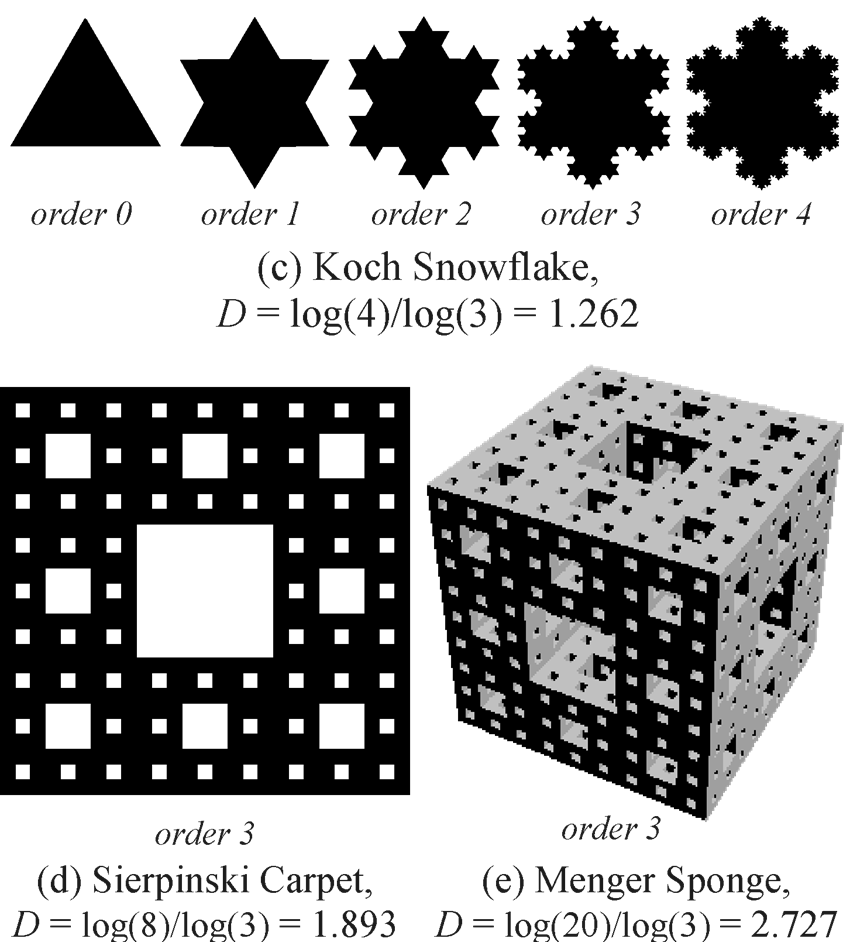 order 0 order 1 order 2 order 3 order 4
(c) Koch Snowflake,
D = log(4)/log(3) = 1.262
order 3
(d) Sierpinski Carpet,
D = log(8)/log(3) = 1.893
order 3
(e) Menger Sponge,
D = log(20)/log(3) = 2.727